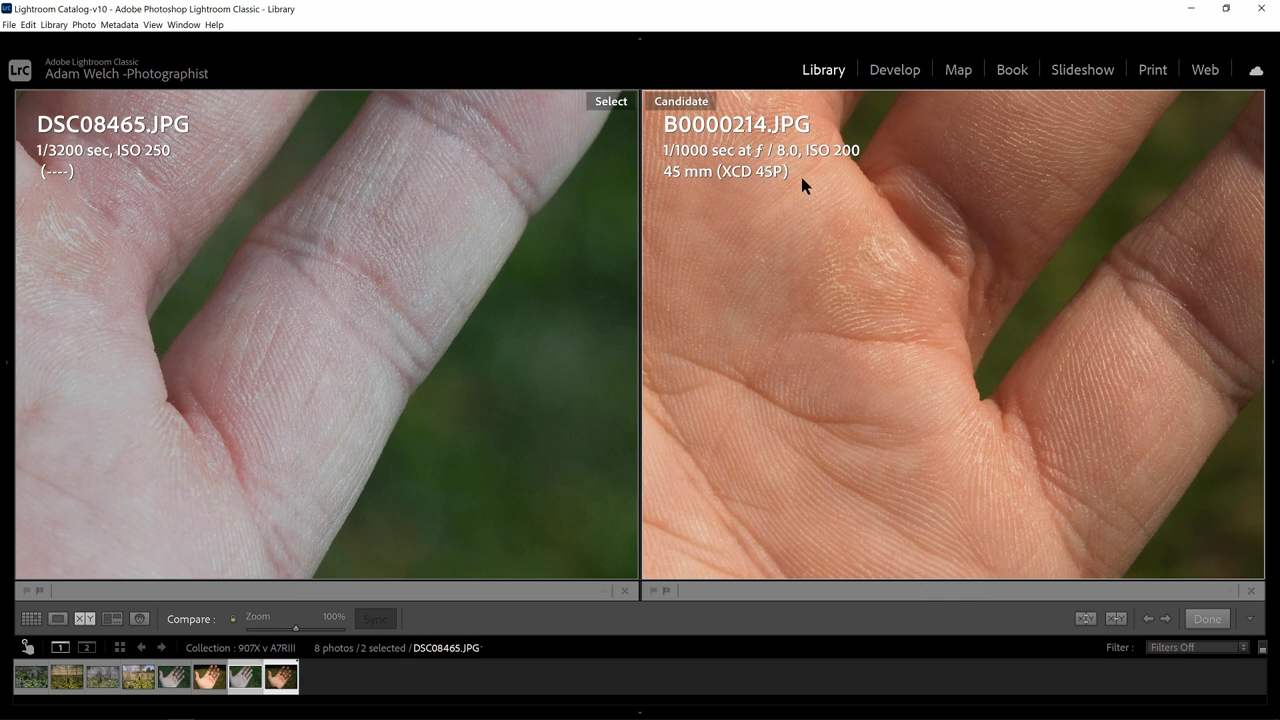 Lightroom Catalog-v10 - Adobe Photoshop Lightroom Classic - Library
File Edit Library Photo Metadata View Window Help
LrC
Adobe Lightroom Classic
Adam Welch -Photographist
Library Develop Map Book Slideshow Print Web
Select
DSC08465.JPG
1/3200 sec, ISO 250
(----)
Candidate
B0000214.JPG
1/1000 sec at ƒ / 8.0, ISO 200
45 mm (XCD 45P)
XY Compare : Zoom 100% Sync Done
1 2 Collection : 907X v A7RIII 8 photos / 2 selected / DSC08465.JPG Filter : Filters Off